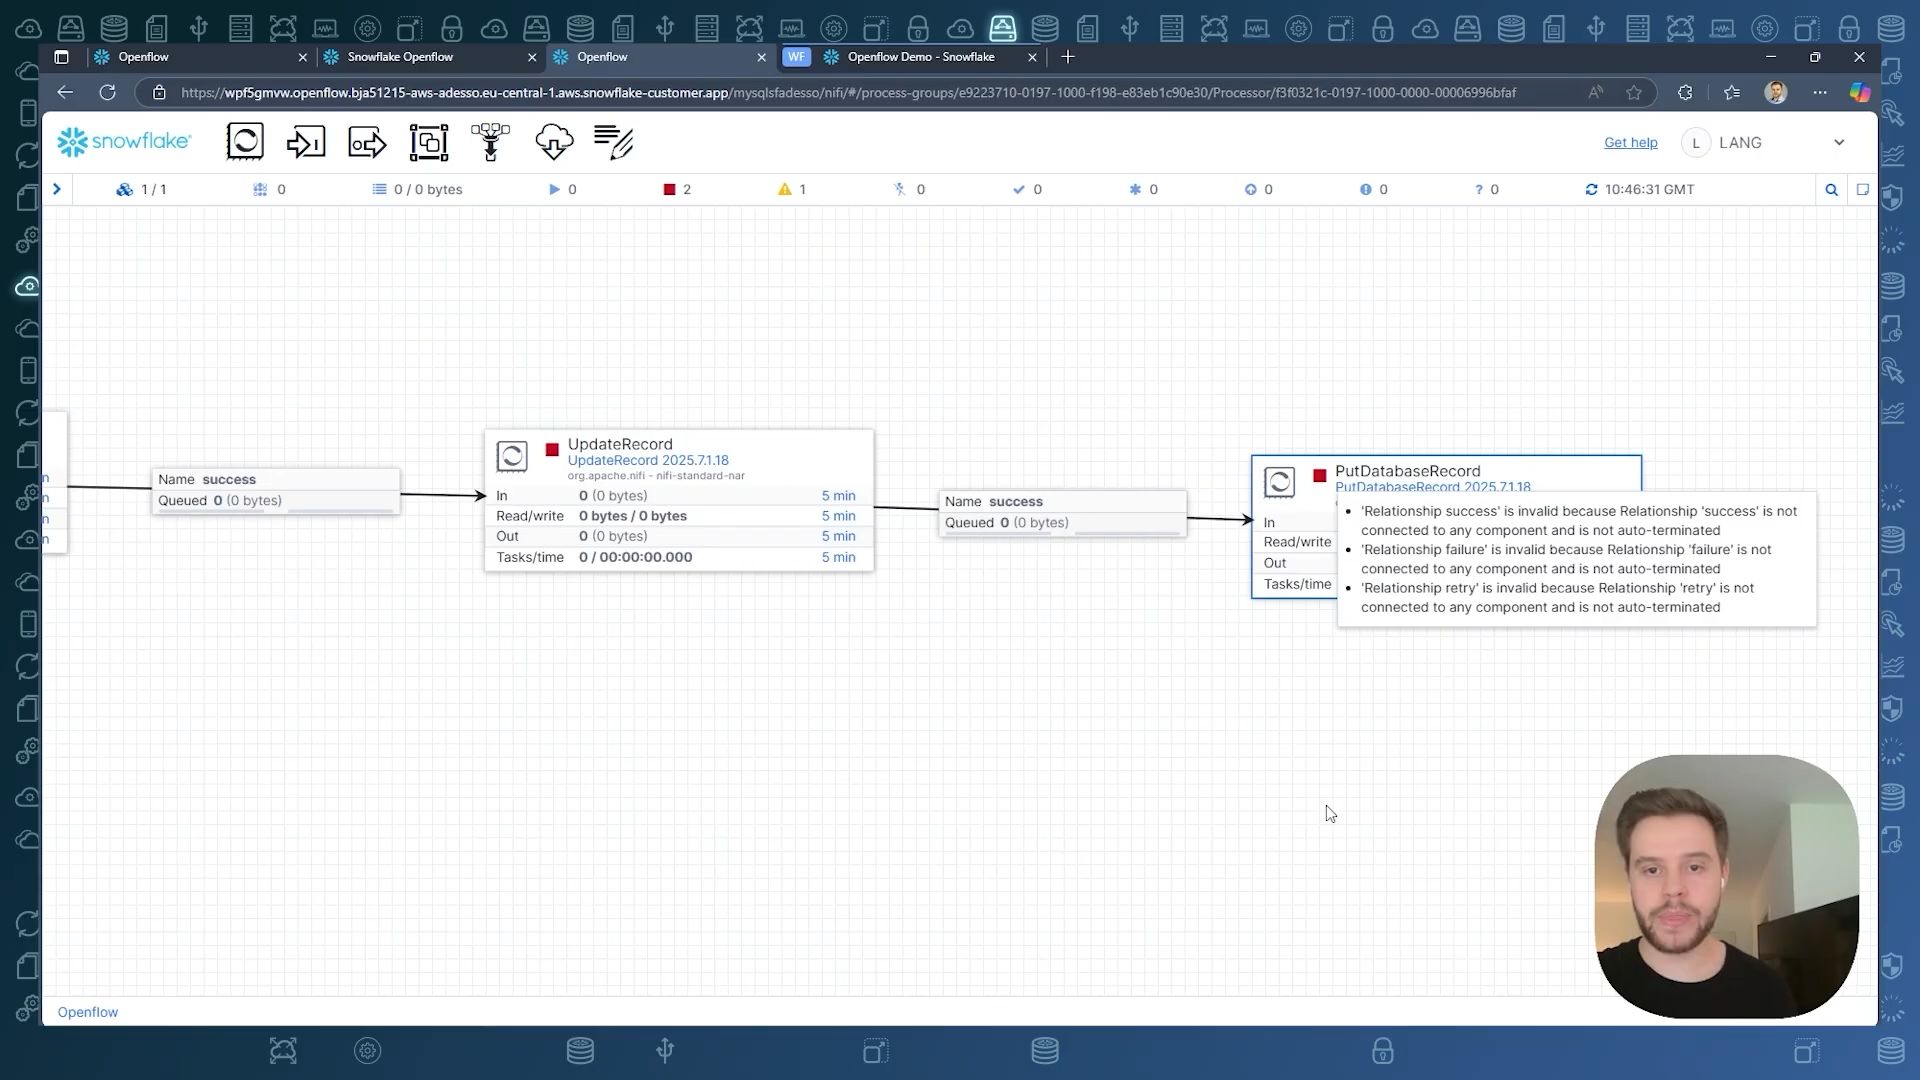 Openflow
Snowflake Openflow
Openflow
WF
Openflow Demo - Snowflake
https://wpf5gmvw.openflow.bja51215-aws-adesso.eu-central-1.aws.snowflake-customer.app/mysqlsfadesso/nifi/#/process-groups/e9223710-0197-1000-f198-e83eb1c90e30/Processor/f3f0321c-0197-1000-0000-00006996bfaf
snowflake
Get help
L
LANG
1 / 1
0
0 / 0 bytes
0
2
1
0
0
0
0
0
? 0
10:46:31 GMT
Name success
Queued 0 (0 bytes)
UpdateRecord
UpdateRecord 2025.7.1.18
org.apache.nifi - nifi-standard-nar
In 0 (0 bytes) 5 min
Read/write 0 bytes / 0 bytes 5 min
Out 0 (0 bytes) 5 min
Tasks/time 0 / 00:00:00.000 5 min
Name success
Queued 0 (0 bytes)
PutDatabaseRecord
PutDatabaseRecord 2025.7.1.18
In
Read/write
Out
Tasks/time
• 'Relationship success' is invalid because Relationship 'success' is not
connected to any component and is not auto-terminated
• 'Relationship failure' is invalid because Relationship 'failure' is not
connected to any component and is not auto-terminated
• 'Relationship retry' is invalid because Relationship 'retry' is not
connected to any component and is not auto-terminated
Openflow